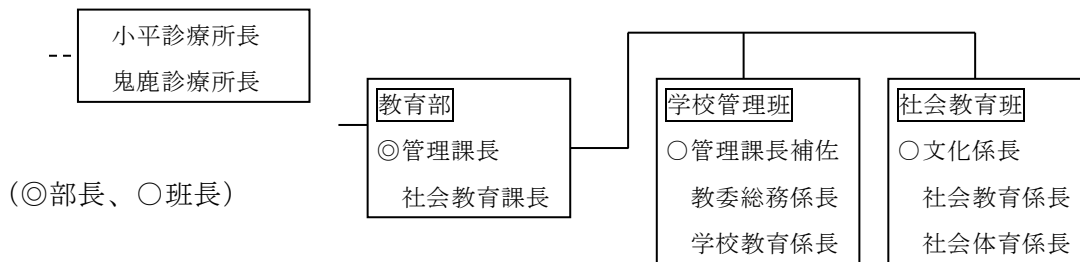 小平診療所長
鬼鹿診療所長
教育部
◎管理課長
社会教育課長
学校管理班
○管理課長補佐
教委総務係長
学校教育係長
社会教育班
○文化係長
社会教育係長
社会体育係長
（◎部長、○班長）